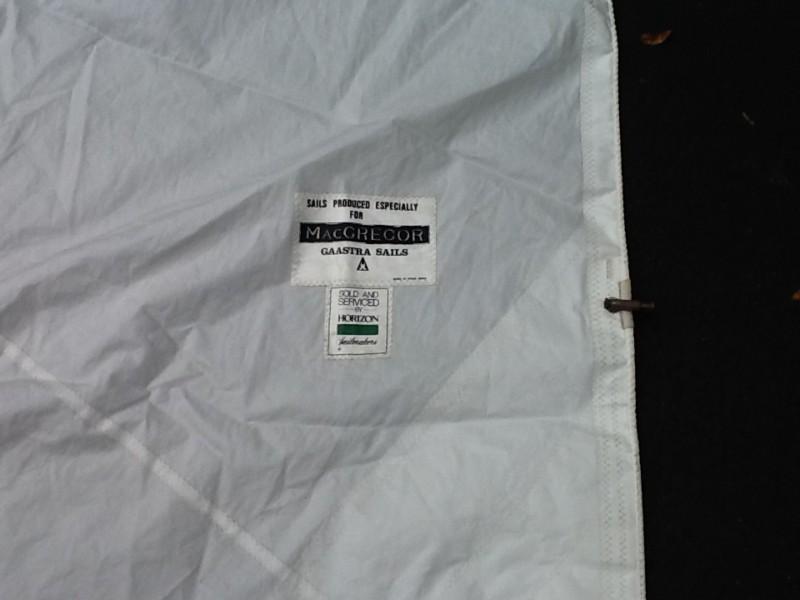 SAILS PRODUCED ESPECIALLY
FOR
MACGREGOR
GAASTRA SAILS
SOLD AND
SERVICED
BY
HORIZON
Sailmakers